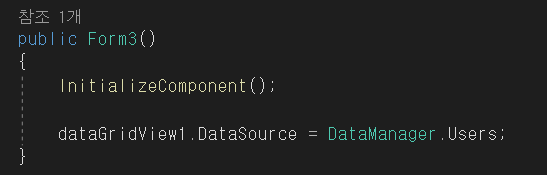 참조 1개
public Form3()
{
InitializeComponent();
dataGridView1.DataSource = DataManager.Users;
}